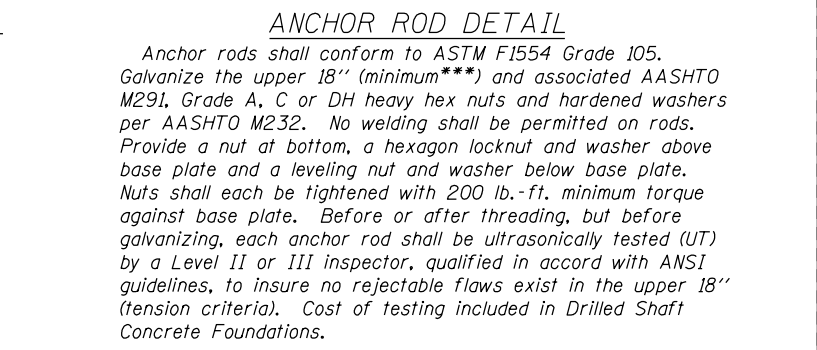 ANCHOR ROD DETAIL
Anchor rods shall conform to ASTM F1554 Grade 105.
Galvanize the upper 18" (minimum***) and associated AASHTO
M291, Grade A, C or DH heavy hex nuts and hardened washers
per AASHTO M232. No welding shall be permitted on rods.
Provide a nut at bottom, a hexagon locknut and washer above
base plate and a leveling nut and washer below base plate.
Nuts shall each be tightened with 200 lb.-ft. minimum torque
against base plate. Before or after threading, but before
galvanizing, each anchor rod shall be ultrasonically tested (UT)
by a Level II or III inspector, qualified in accord with ANSI
guidelines, to insure no rejectable flaws exist in the upper 18"
(tension criteria). Cost of testing included in Drilled Shaft
Concrete Foundations.